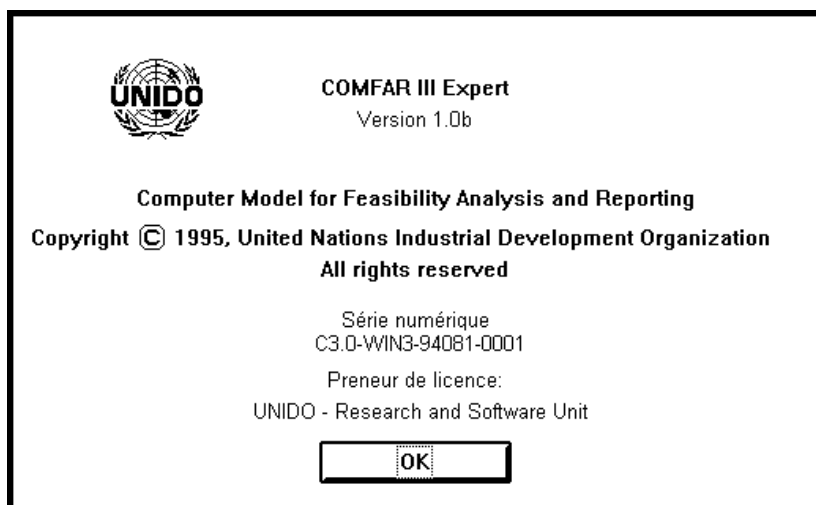 UNIDO
COMFAR III Expert
Version 1.0b
Computer Model for Feasibility Analysis and Reporting
Copyright © 1995, United Nations Industrial Development Organization
All rights reserved
Série numérique
C3.0-WIN3-94081-0001
Preneur de licence:
UNIDO - Research and Software Unit
OK